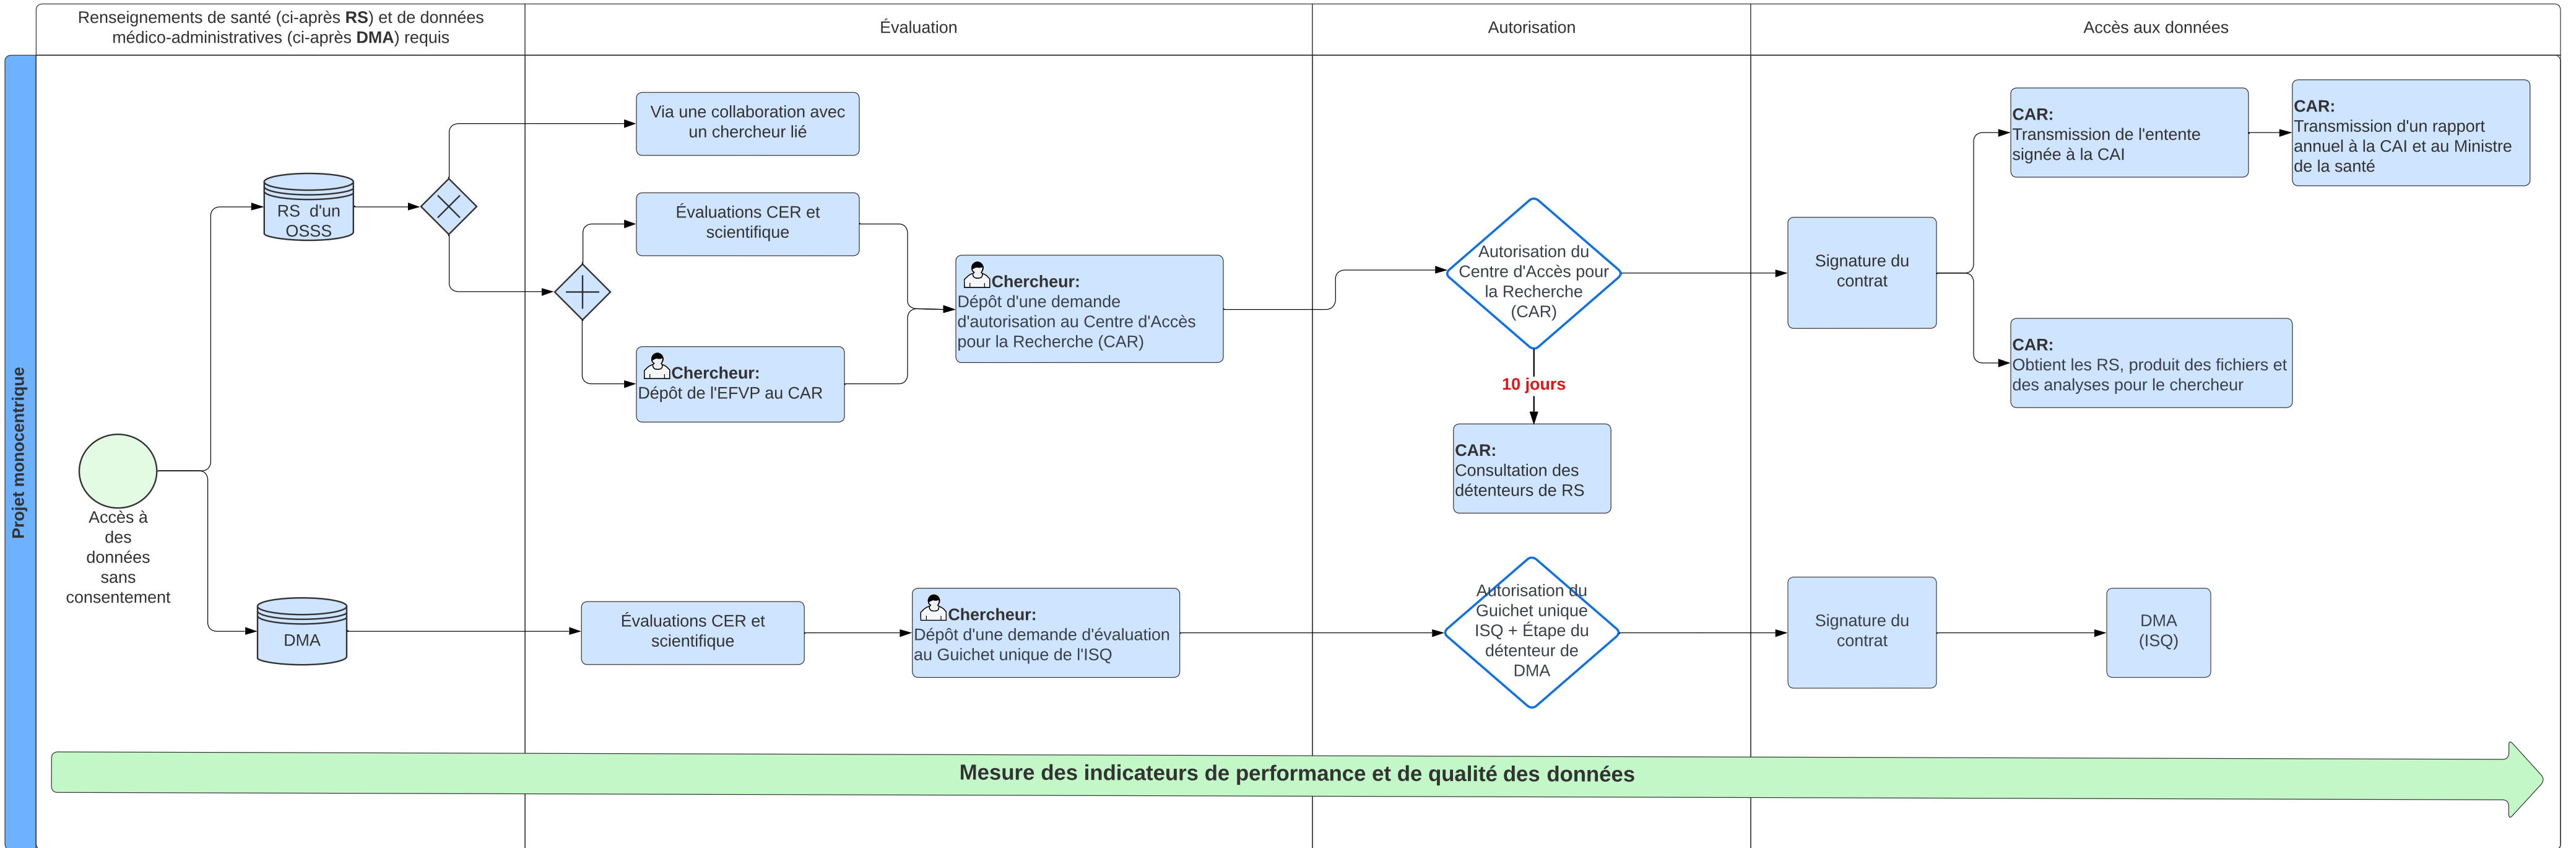 Renseignements de santé (ci-après RS) et de données
médico-administratives (ci-après DMA) requis
Évaluation
Autorisation
Accès aux données
Projet monocentrique
Accès à
des
données
sans
consentement
RS d'un
OSSS
DMA
Via une collaboration avec
un chercheur lié
Évaluations CER et
scientifique
Chercheur:
Dépôt de l'EFVP au CAR
Chercheur:
Dépôt d'une demande
d'autorisation au Centre d'Accès
pour la Recherche (CAR)
Autorisation du
Centre d'Accès pour
la Recherche
(CAR)
10 jours
CAR:
Consultation des
détenteurs de RS
Signature du
contrat
CAR:
Transmission de l'entente
signée à la CAI
CAR:
Transmission d'un rapport
annuel à la CAI et au Ministre
de la santé
CAR:
Obtient les RS, produit des fichiers et
des analyses pour le chercheur
Évaluations CER et
scientifique
Chercheur:
Dépôt d'une demande d'évaluation
au Guichet unique de l'ISQ
Autorisation du
Guichet unique
ISQ + Étape du
détenteur de
DMA
Signature du
contrat
DMA
(ISQ)
Mesure des indicateurs de performance et de qualité des données